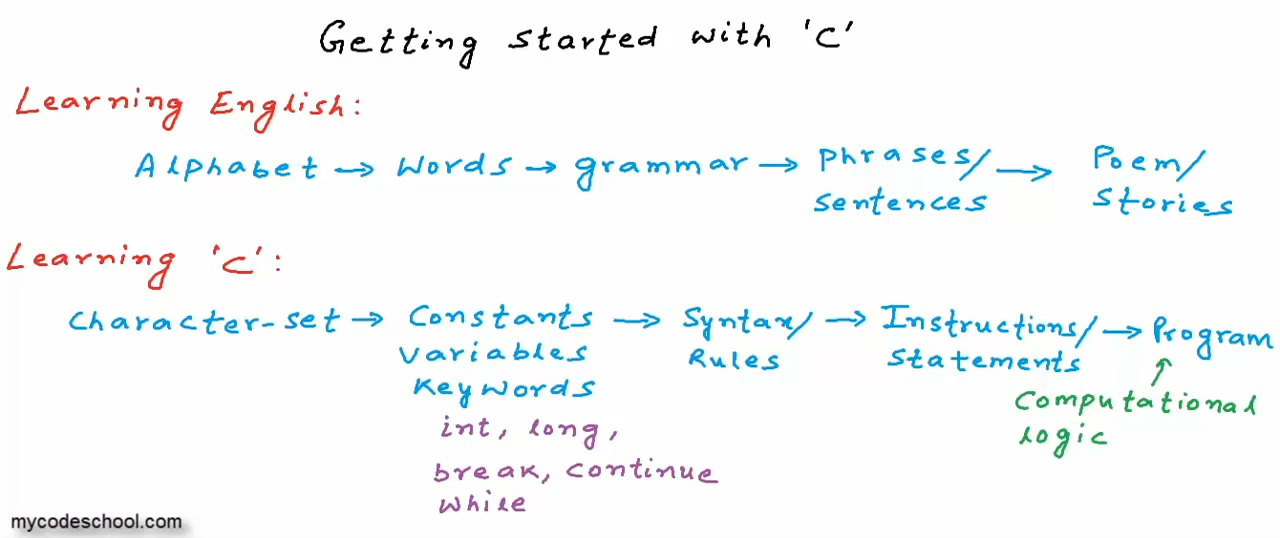 Getting started with 'C'
Learning English:
Alphabet → Words → grammar → phrases/ → Poem/
sentences stories
Learning 'C':
Character-set → Constants → Syntax/ → Instructions/ → Program
variables Rules statements
Keywords Computational
int, long, logic
break, continue
while
mycodeschool.com